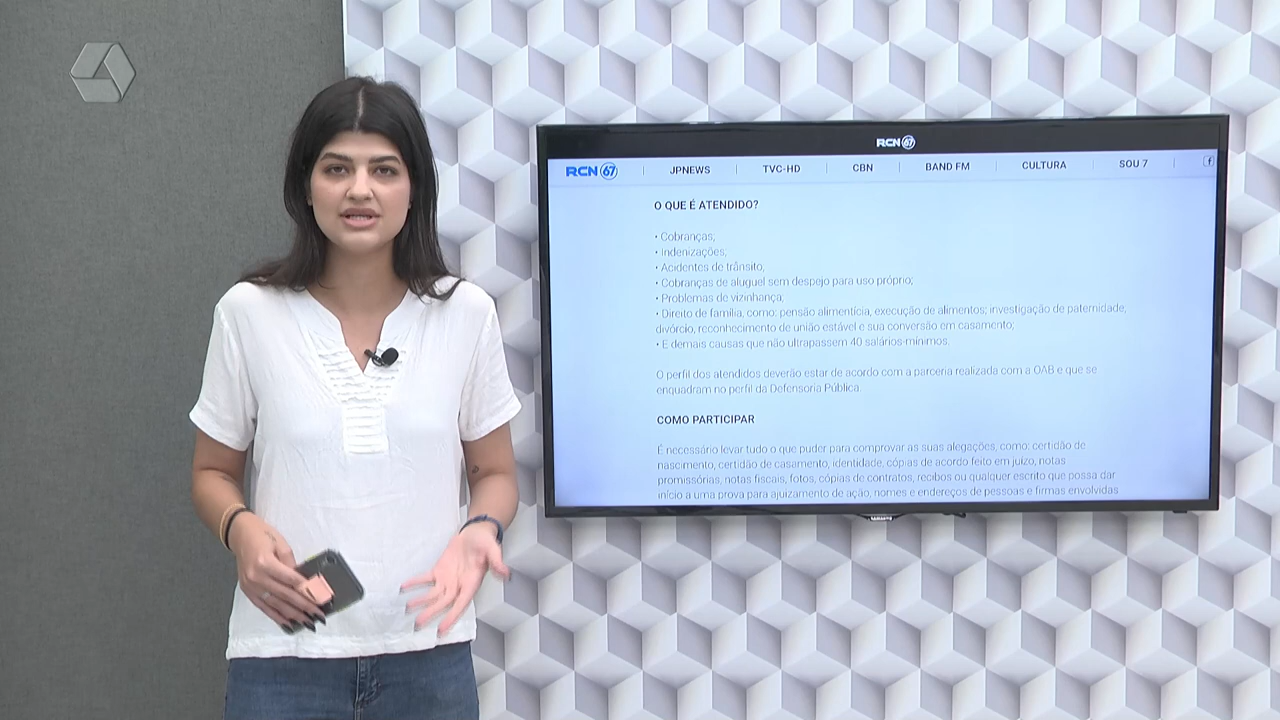 RCN 67
RCN 67 JPNEWS TVC-HD CBN BAND FM CULTURA SOU 7
O QUE É ATENDIDO?
• Cobranças;
• Indenizações;
• Acidentes de trânsito;
• Cobranças de aluguel sem despejo para uso próprio;
• Problemas de vizinhança;
• Direito de família, como: pensão alimentícia, execução de alimentos; investigação de paternidade,
divórcio, reconhecimento de união estável e sua conversão em casamento;
• E demais causas que não ultrapassem 40 salários-mínimos.
O perfil dos atendidos deverão estar de acordo com a parceria realizada com a OAB e que se
enquadram no perfil da Defensoria Pública.
COMO PARTICIPAR
É necessário levar tudo o que puder para comprovar as suas alegações, como: certidão de
nascimento, certidão de casamento, identidade, cópias de acordo feito em juízo, notas
promissórias, notas fiscais, fotos, cópias de contratos, recibos ou qualquer escrito que possa dar
início a uma prova para ajuizamento de ação, nomes e endereços de pessoas e firmas envolvidas
SAMSUNG